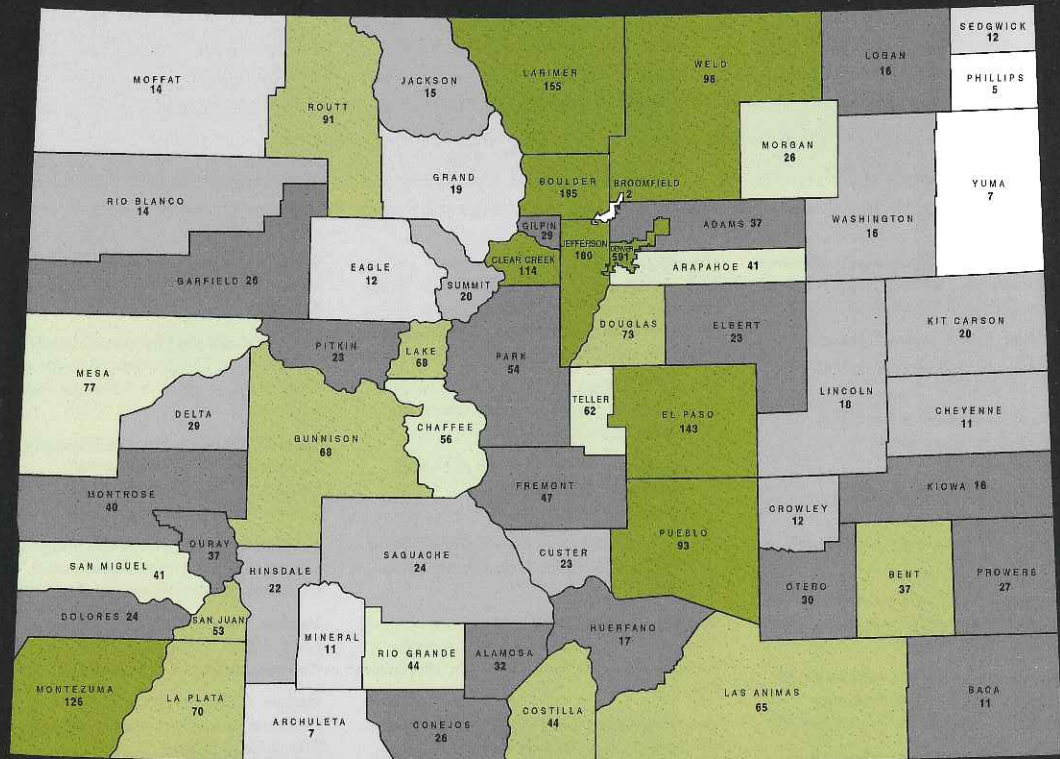 SEDGWICK
12
LOGAN
16
PHILLIPS
5
MOFFAT
14
ROUTT
91
JACKSON
15
LARIMER
155
WELD
96
MORGAN
26
YUMA
7
RIO BLANCO
14
GRAND
19
BOULDER
195
BROOMFIELD
2
WASHINGTON
16
GILPIN
29
ADAMS 37
JEFFERSON
160
DENVER
591
CLEAR CREEK
114
ARAPAHOE 41
GARFIELD 26
EAGLE
12
SUMMIT
20
DOUGLAS
73
ELBERT
23
KIT CARSON
20
MESA
77
PITKIN
23
LAKE
68
PARK
54
LINCOLN
18
DELTA
29
CHAFFEE
56
TELLER
62
EL PASO
143
CHEYENNE
11
GUNNISON
68
MONTROSE
40
FREMONT
47
KIOWA 16
CROWLEY
12
OURAY
37
PUEBLO
93
SAN MIGUEL 41
HINSDALE
22
SAGUACHE
24
CUSTER
23
OTERO
30
BENT
37
PROWERS
27
DOLORES 24
SAN JUAN
53
MINERAL
11
RIO GRANDE
44
ALAMOSA
32
HUERFANO
17
MONTEZUMA
126
LA PLATA
70
ARCHULETA
7
CONEJOS
26
COSTILLA
44
LAS ANIMAS
65
BACA
11